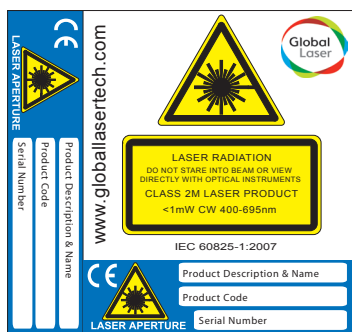 CE
LASER APERTURE
Product Description & Name
Product Code
Serial Number
www.globallasertech.com
Global
Laser
LASER RADIATION
DO NOT STARE INTO BEAM OR VIEW
DIRECTLY WITH OPTICAL INSTRUMENTS
CLASS 2M LASER PRODUCT
<1mW CW 400-695nm
IEC 60825-1:2007
CE
LASER APERTURE
Product Description & Name
Product Code
Serial Number